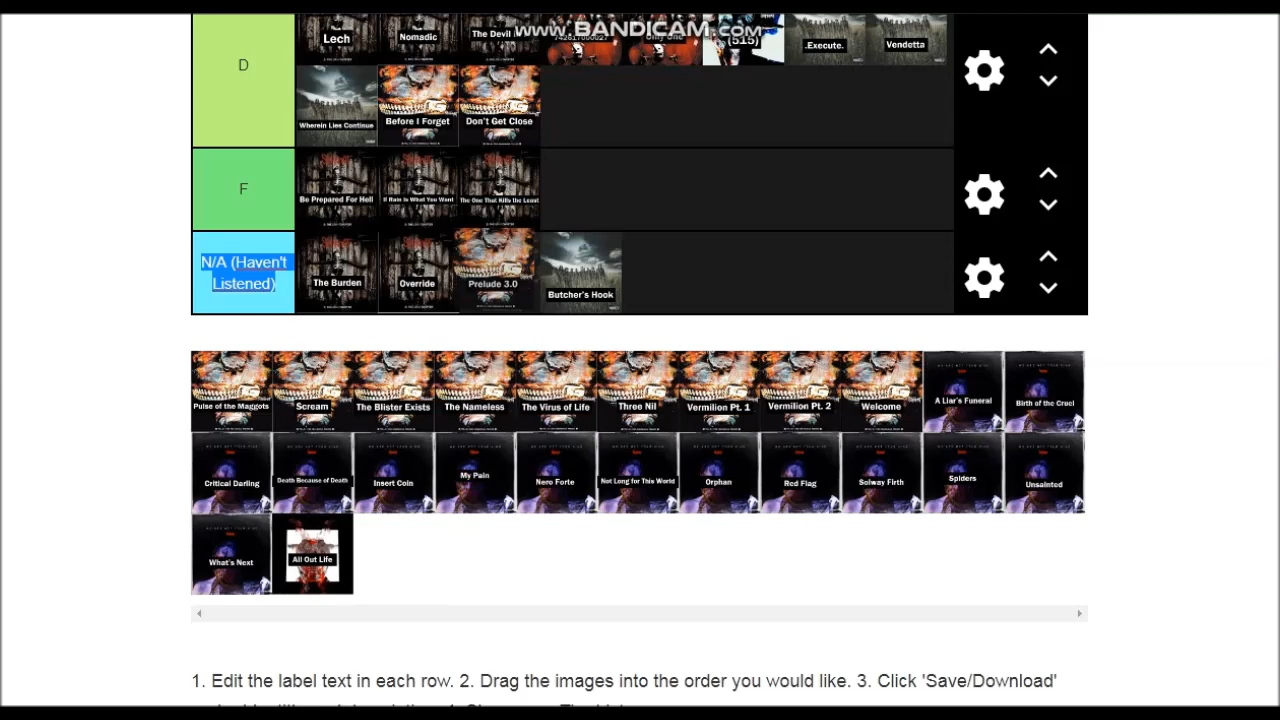 www.BANDICAM.com
D
Lech
Nomadic
The Devil
742617000027
Only One
(515)
.Execute.
Vendetta
Wherein Lies Continue
Before I Forget
Don't Get Close
F
Be Prepared For Hell
If Rain Is What You Want
The One That Kills the Least
N/A (Haven't
Listened)
The Burden
Override
Prelude 3.0
Butcher's Hook
Pulse of the Maggots
Scream
The Blister Exists
The Nameless
The Virus of Life
Three Nil
Vermilion Pt. 1
Vermilion Pt. 2
Welcome
A Liar's Funeral
Birth of the Cruel
Critical Darling
Death Because of Death
Insert Coin
My Pain
Nero Forte
Not Long for This World
Orphan
Red Flag
Solway Firth
Spiders
Unsainted
What's Next
All Out Life
1. Edit the label text in each row. 2. Drag the images into the order you would like. 3. Click 'Save/Download'